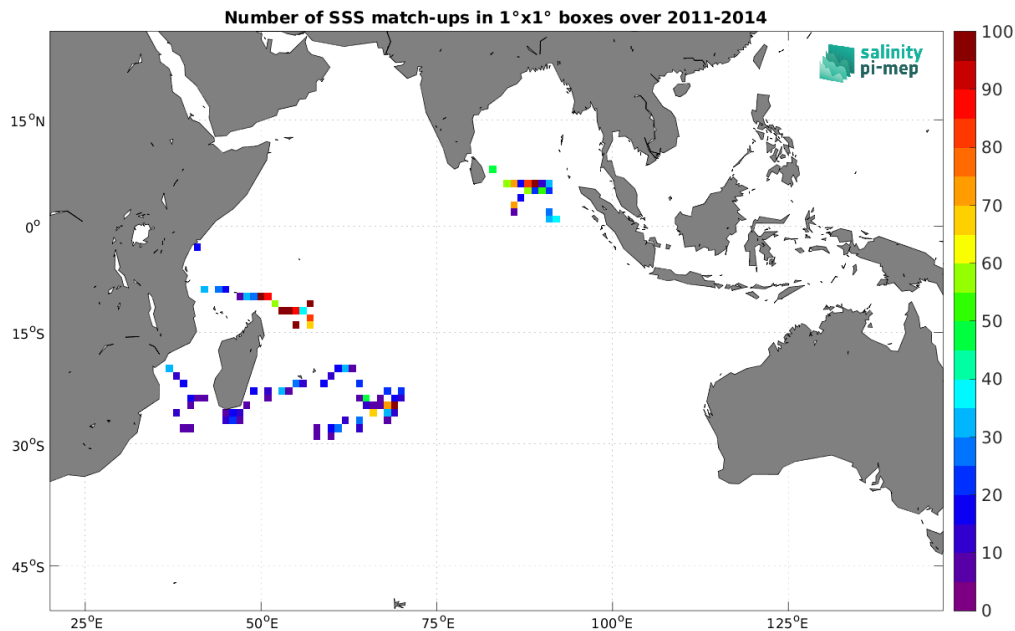 Number of SSS match-ups in 1°x1° boxes over 2011-2014
salinity
pi-mep
15°N
0°
15°S
30°S
45°S
25°E
50°E
75°E
100°E
125°E
100
90
80
70
60
50
40
30
20
10
0